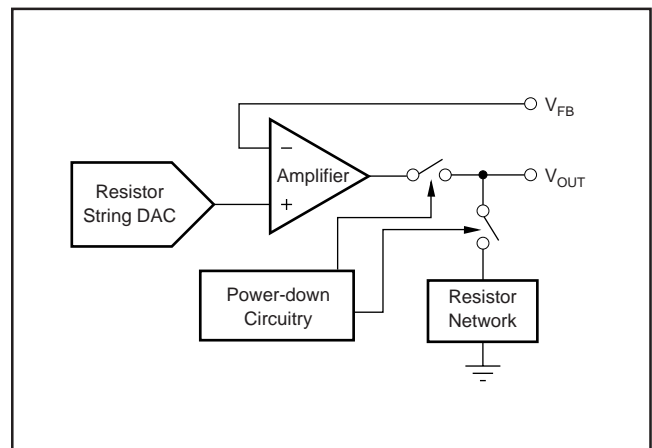 V_FB
−
Amplifier
+
V_OUT
Resistor
String DAC
Power-down
Circuitry
Resistor
Network